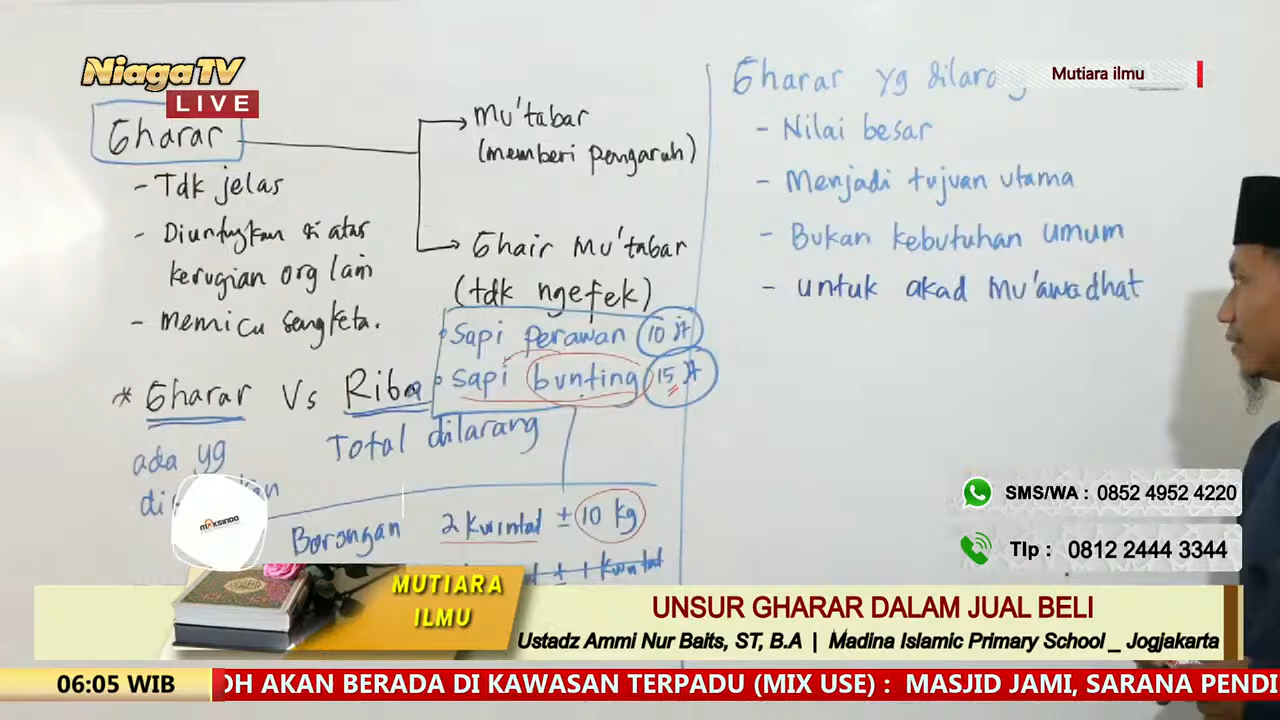 NiagaTV
LIVE
Mutiara ilmu
Gharar
- Tdk jelas
- Diuntungkan di atas
kerugian org lain
- memicu sengketa.
Mu'tabar
(memberi pengaruh)
Ghair Mu'tabar
(tdk ngefek)
Sapi perawan 10 jt
Sapi bunting 15 jt
* Gharar Vs Riba
ada yg
Total dilarang
Borongan 2 kwintal ± 10 kg
± 1 kwintal
Gharar yg dilarang
- Nilai besar
- Menjadi tujuan utama
- Bukan kebutuhan umum
- untuk akad Mu'awadhat
SMS/WA : 0852 4952 4220
Tlp : 0812 2444 3344
MAKSINDO
MUTIARA
ILMU
UNSUR GHARAR DALAM JUAL BELI
Ustadz Ammi Nur Baits, ST, B.A | Madina Islamic Primary School _ Jogjakarta
06:05 WIB
OH AKAN BERADA DI KAWASAN TERPADU (MIX USE) : MASJID JAMI, SARANA PENDI